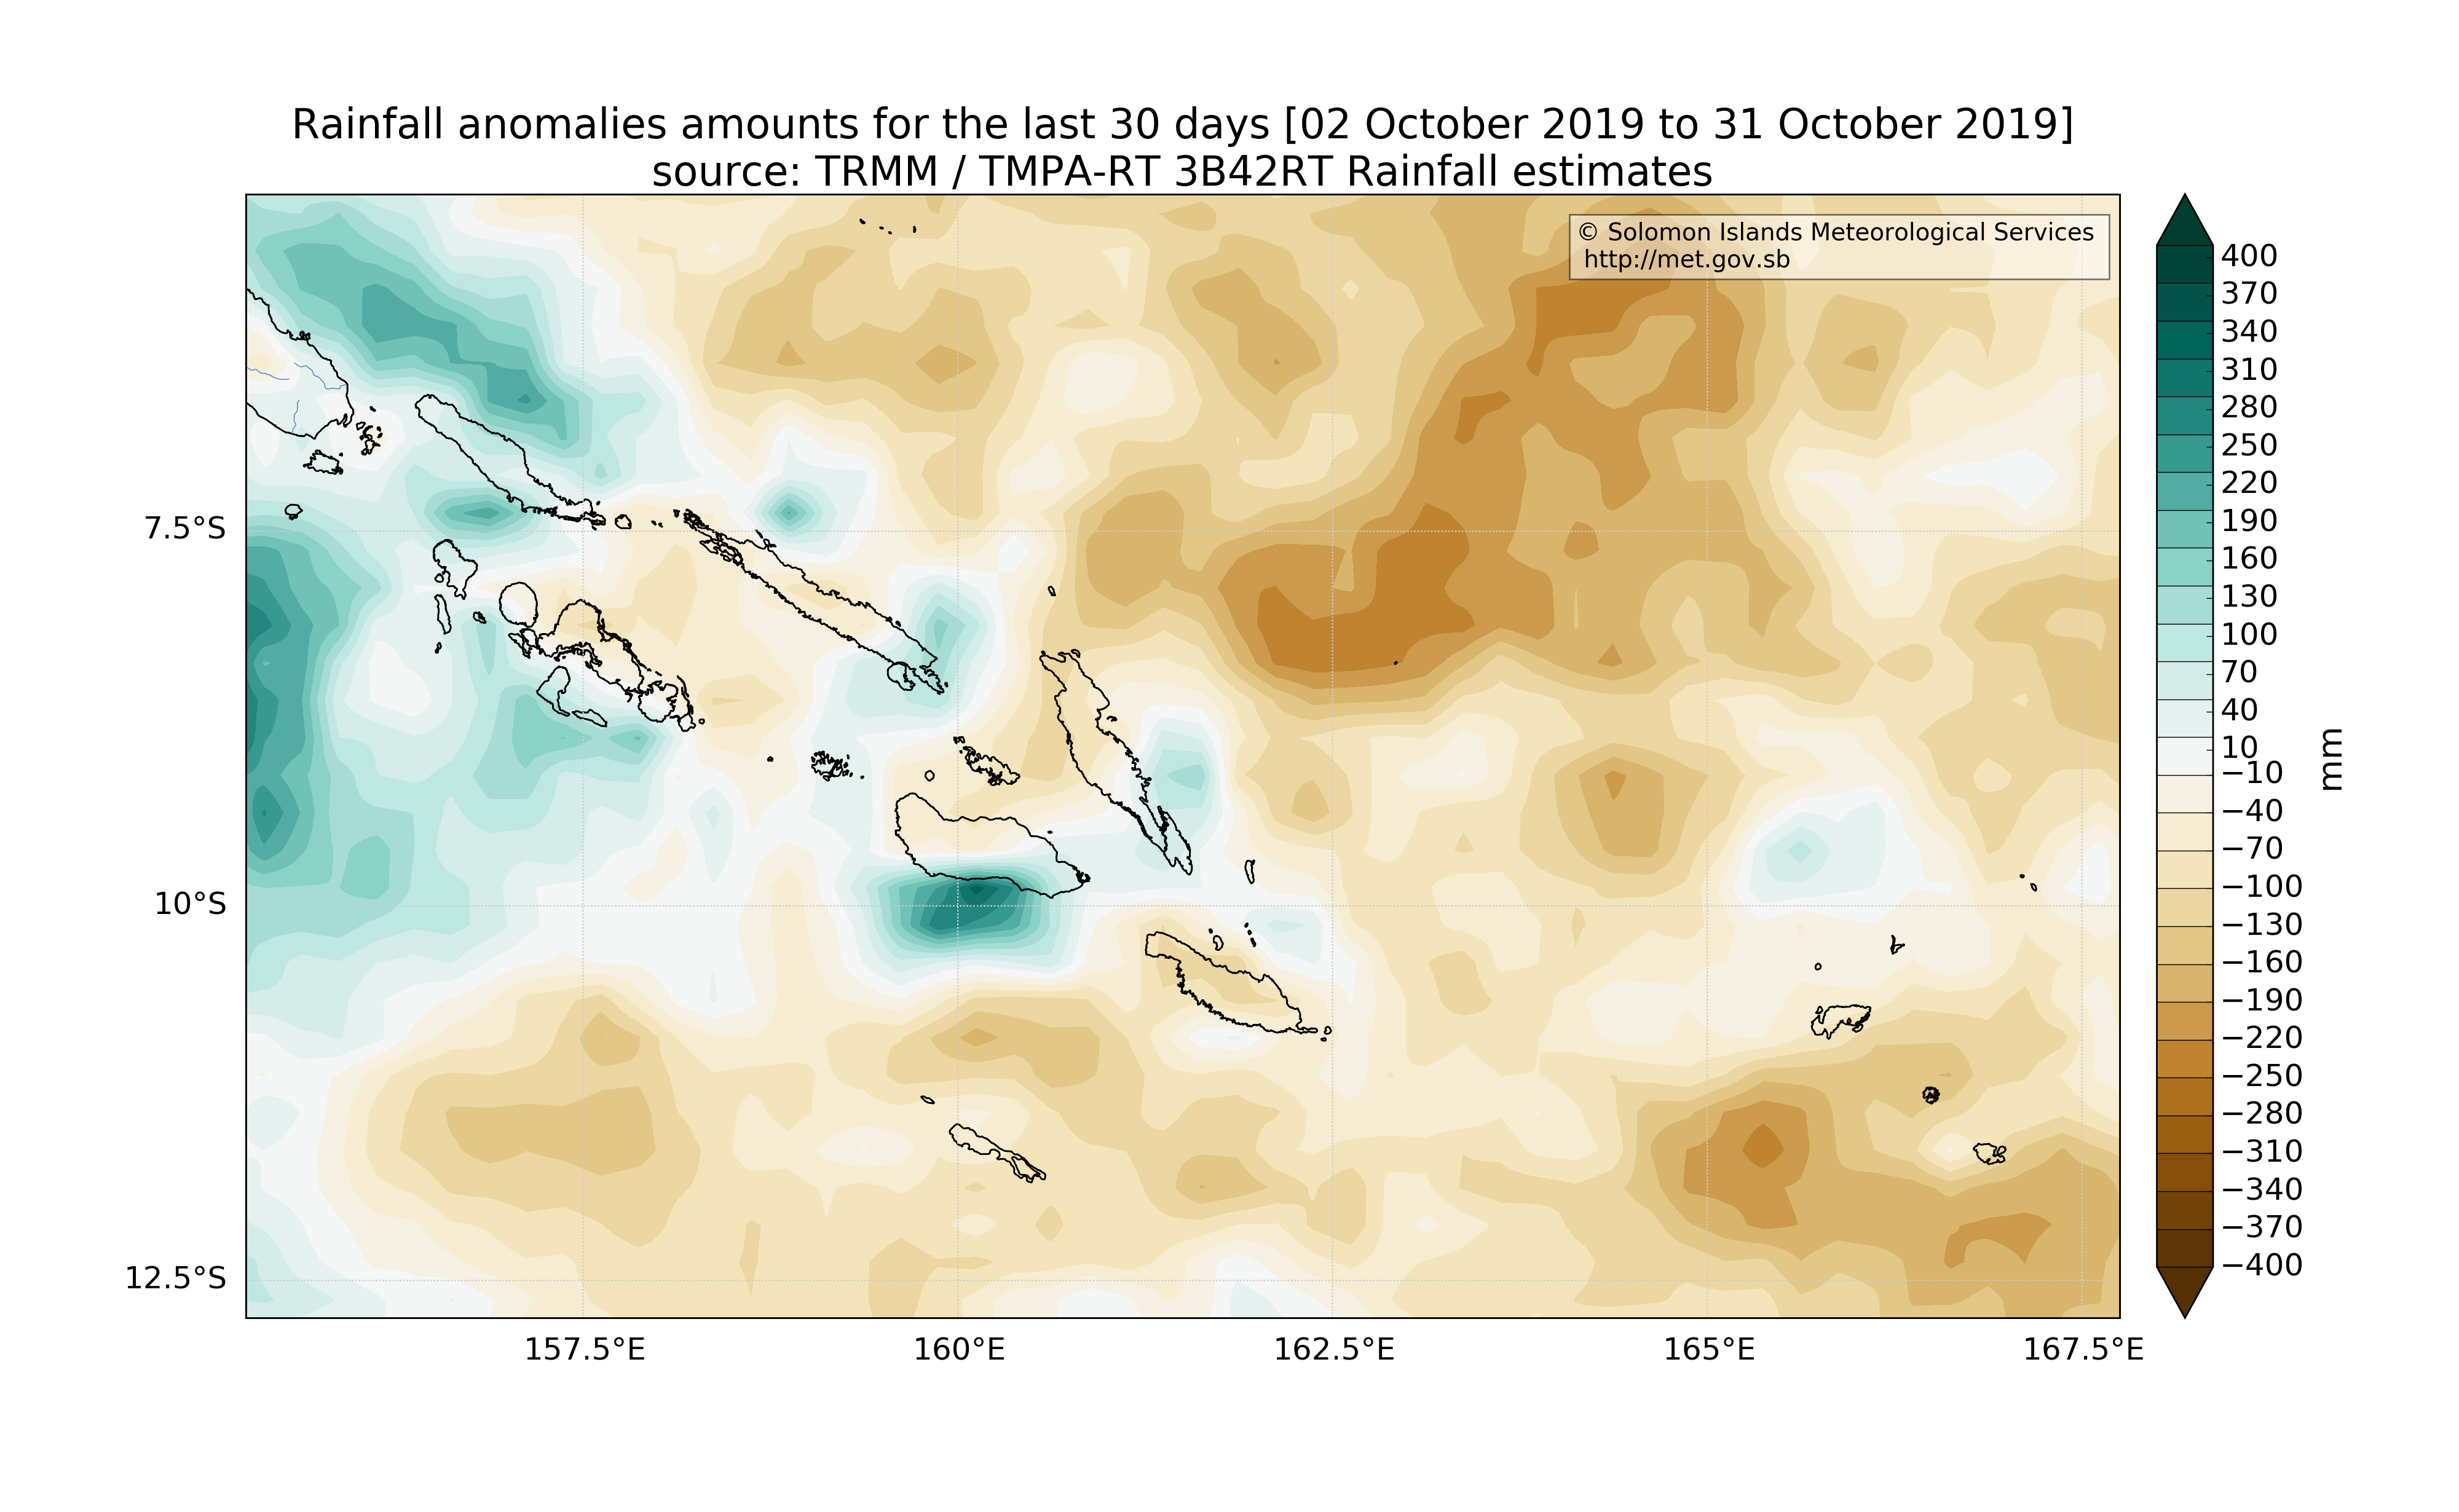 Rainfall anomalies amounts for the last 30 days [02 October 2019 to 31 October 2019]
source: TRMM / TMPA-RT 3B42RT Rainfall estimates
© Solomon Islands Meteorological Services
http://met.gov.sb
7.5°S
10°S
12.5°S
157.5°E
160°E
162.5°E
165°E
167.5°E
400
370
340
310
280
250
220
190
160
130
100
70
40
10
−10
−40
−70
−100
−130
−160
−190
−220
−250
−280
−310
−340
−370
−400
mm